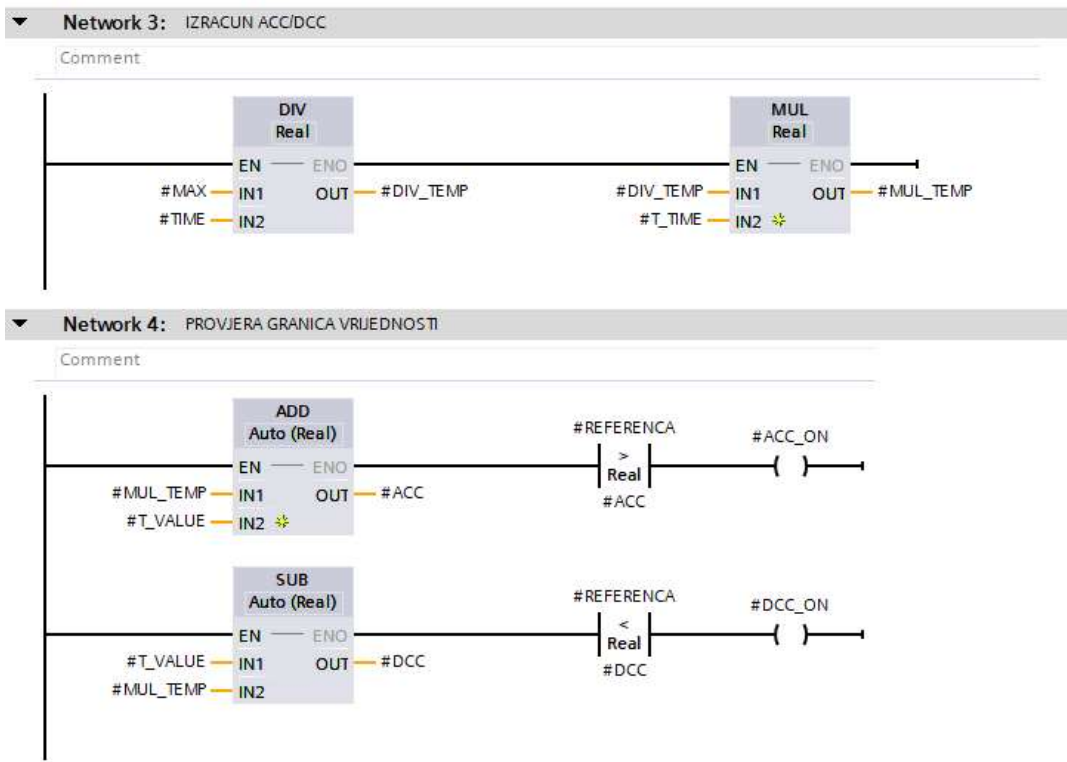 Network 3: IZRACUN ACC/DCC
Comment
DIV
Real
EN ENO
#MAX IN1 OUT #DIV_TEMP
#TIME IN2
MUL
Real
EN ENO
#DIV_TEMP IN1 OUT #MUL_TEMP
#T_TIME IN2
Network 4: PROVJERA GRANICA VRIJEDNOSTI
Comment
ADD
Auto (Real)
EN ENO
#MUL_TEMP IN1 OUT #ACC
#T_VALUE IN2
#REFERENCA
>
Real
#ACC
#ACC_ON
SUB
Auto (Real)
EN ENO
#T_VALUE IN1 OUT #DCC
#MUL_TEMP IN2
#REFERENCA
<
Real
#DCC
#DCC_ON